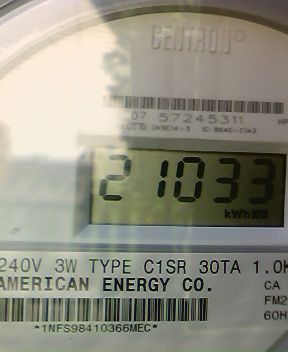 CENTRON®
07 57245311
21033
kWh
240V 3W TYPE C1SR 30TA 1.0K
AMERICAN ENERGY CO.
CA
FM2
60H
*1NFS98410366MEC*